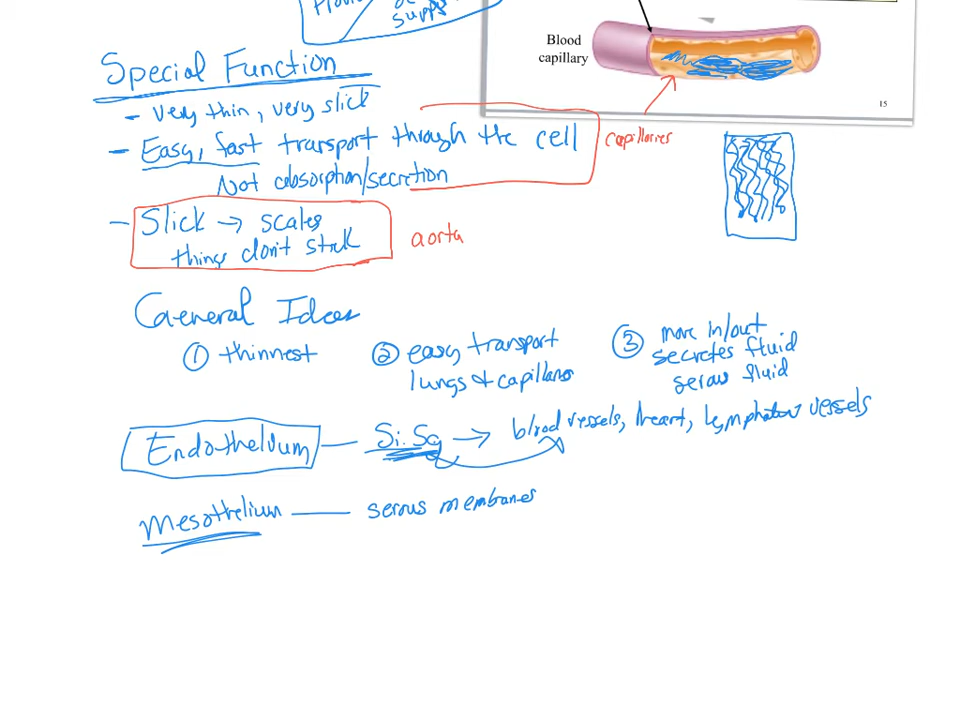 supp
Blood
capillary
15
Special Function
- very thin, very slick
- Easy, fast transport through the cell
Not absorption/secretion
capillaries
- Slick → scales
things don't stick
aorta
General Ideas
① thinnest
② easy transport
lungs & capillaries
③ more in/out
secretes fluid
serous fluid
Endothelium — Si.Sq → blood vessels, heart, lymphatic vessels
Mesothelium — serous membranes